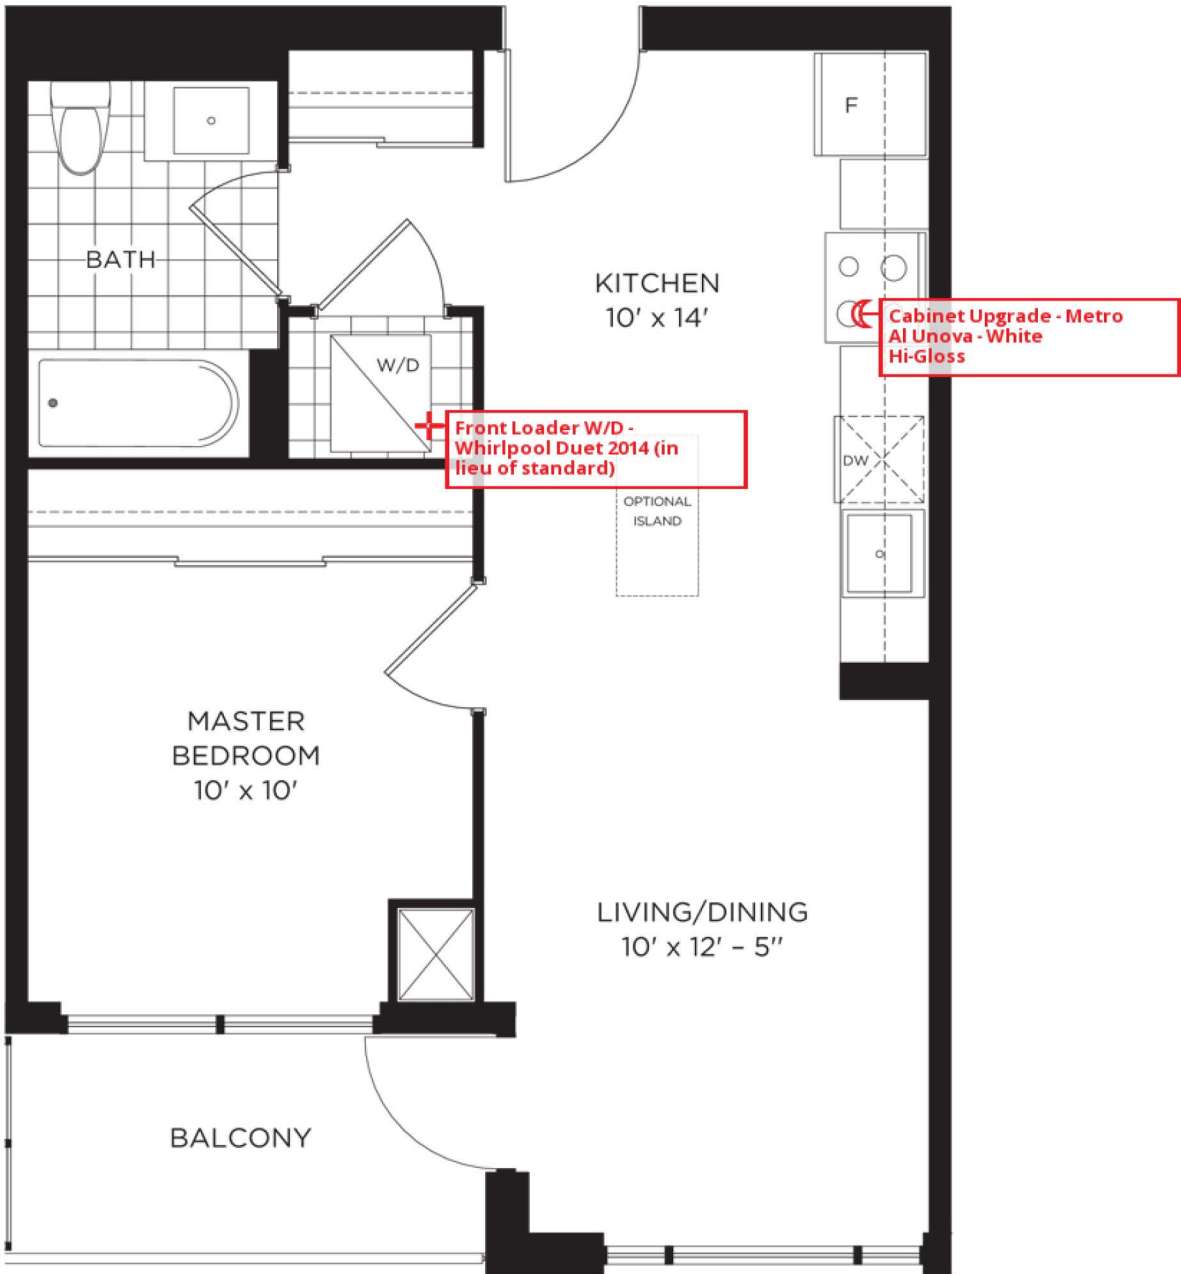 F
BATH
KITCHEN
10' x 14'
Cabinet Upgrade - Metro
Al Unova - White
Hi-Gloss
W/D
Front Loader W/D -
Whirlpool Duet 2014 (in
lieu of standard)
DW
OPTIONAL
ISLAND
MASTER
BEDROOM
10' x 10'
LIVING/DINING
10' x 12' – 5''
BALCONY